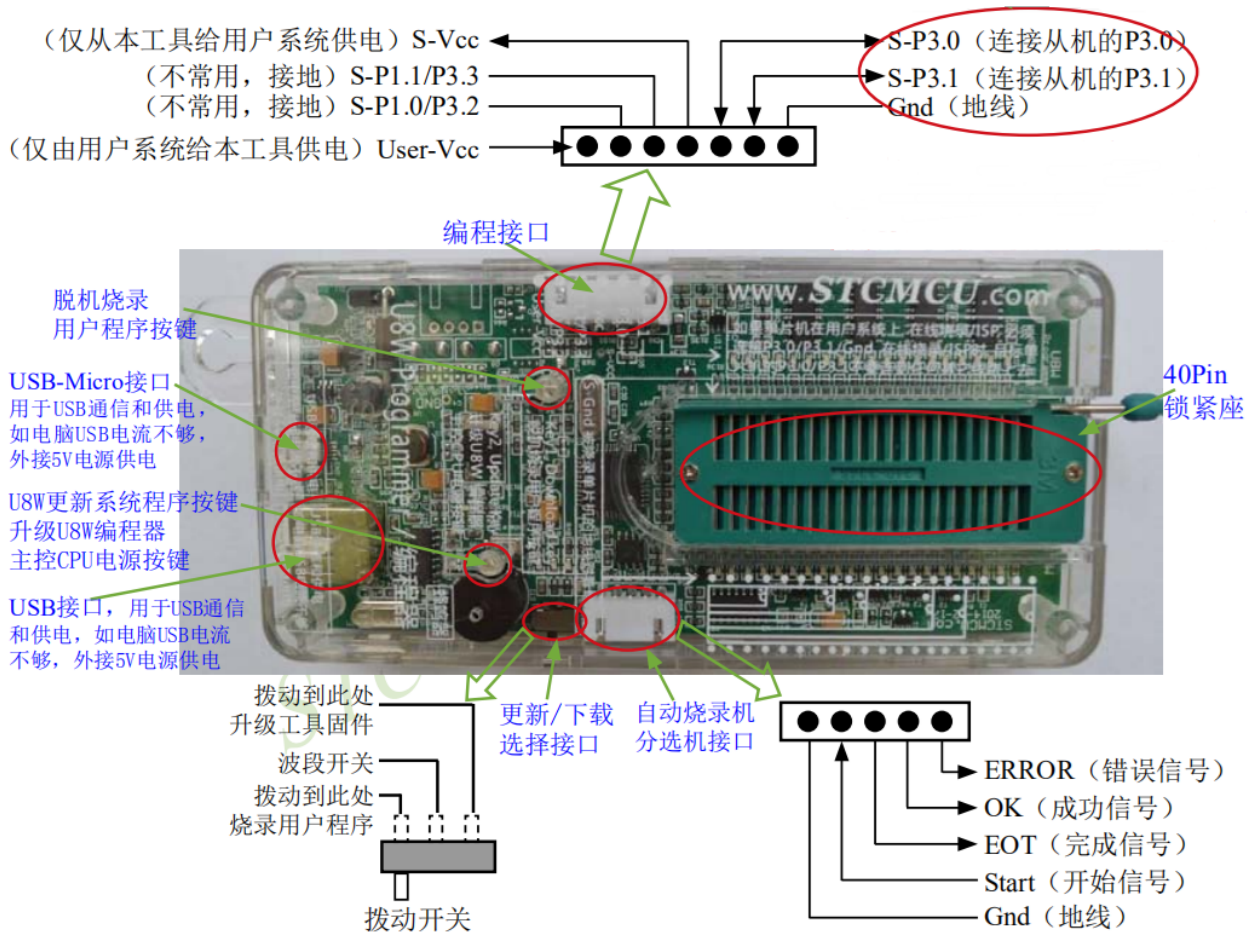 （仅从本工具给用户系统供电）S-Vcc
（不常用，接地）S-P1.1/P3.3
（不常用，接地）S-P1.0/P3.2
（仅由用户系统给本工具供电）User-Vcc
S-P3.0（连接从机的P3.0）
S-P3.1（连接从机的P3.1）
Gnd（地线）
编程接口
脱机烧录
用户程序按键
USB-Micro接口
用于USB通信和供电，
如电脑USB电流不够，
外接5V电源供电
U8W更新系统程序按键
升级U8W编程器
主控CPU电源按键
USB接口，用于USB通信
和供电，如电脑USB电流
不够，外接5V电源供电
www.STCMCU.com
U8W Programmer/编程器
40Pin
锁紧座
拨动到此处
升级工具固件
波段开关
拨动到此处
烧录用户程序
拨动开关
更新/下载
选择接口
自动烧录机
分选机接口
ERROR（错误信号）
OK（成功信号）
EOT（完成信号）
Start（开始信号）
Gnd（地线）